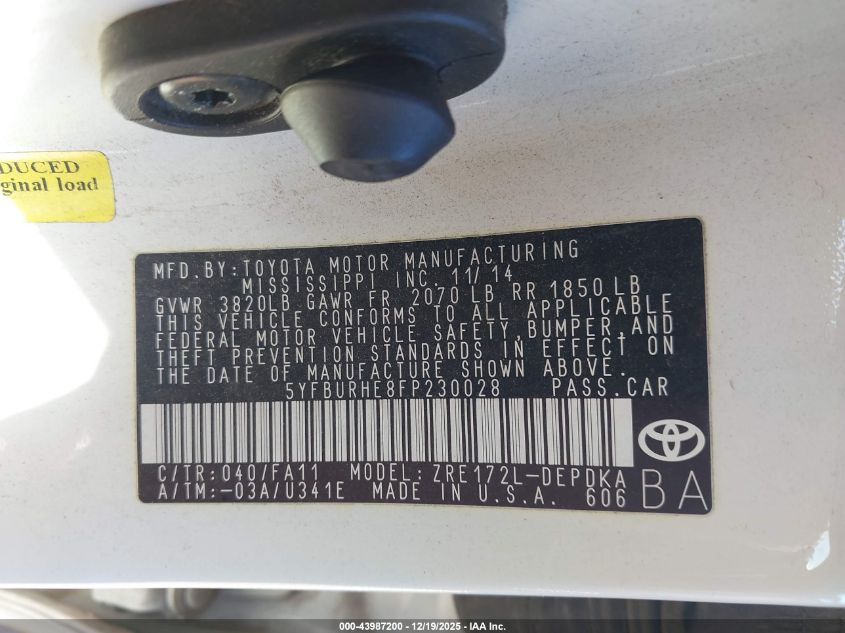 DUCED
ginal load
MFD.BY:TOYOTA MOTOR MANUFACTURING
MISSISSIPPI INC. 11/14
GVWR 3820LB GAWR FR 2070 LB RR 1850 LB
THIS VEHICLE CONFORMS TO ALL APPLICABLE
FEDERAL MOTOR VEHICLE SAFETY, BUMPER, AND
THEFT PREVENTION STANDARDS IN EFFECT ON
THE DATE OF MANUFACTURE SHOWN ABOVE.
5YFBURHE8FP230028 PASS.CAR
C/TR:040/FA11 MODEL:ZRE172L-DEPDKA
A/TM:-03A/U341E MADE IN U.S.A. 606
BA
000-43987200 - 12/19/2025 - IAA Inc.